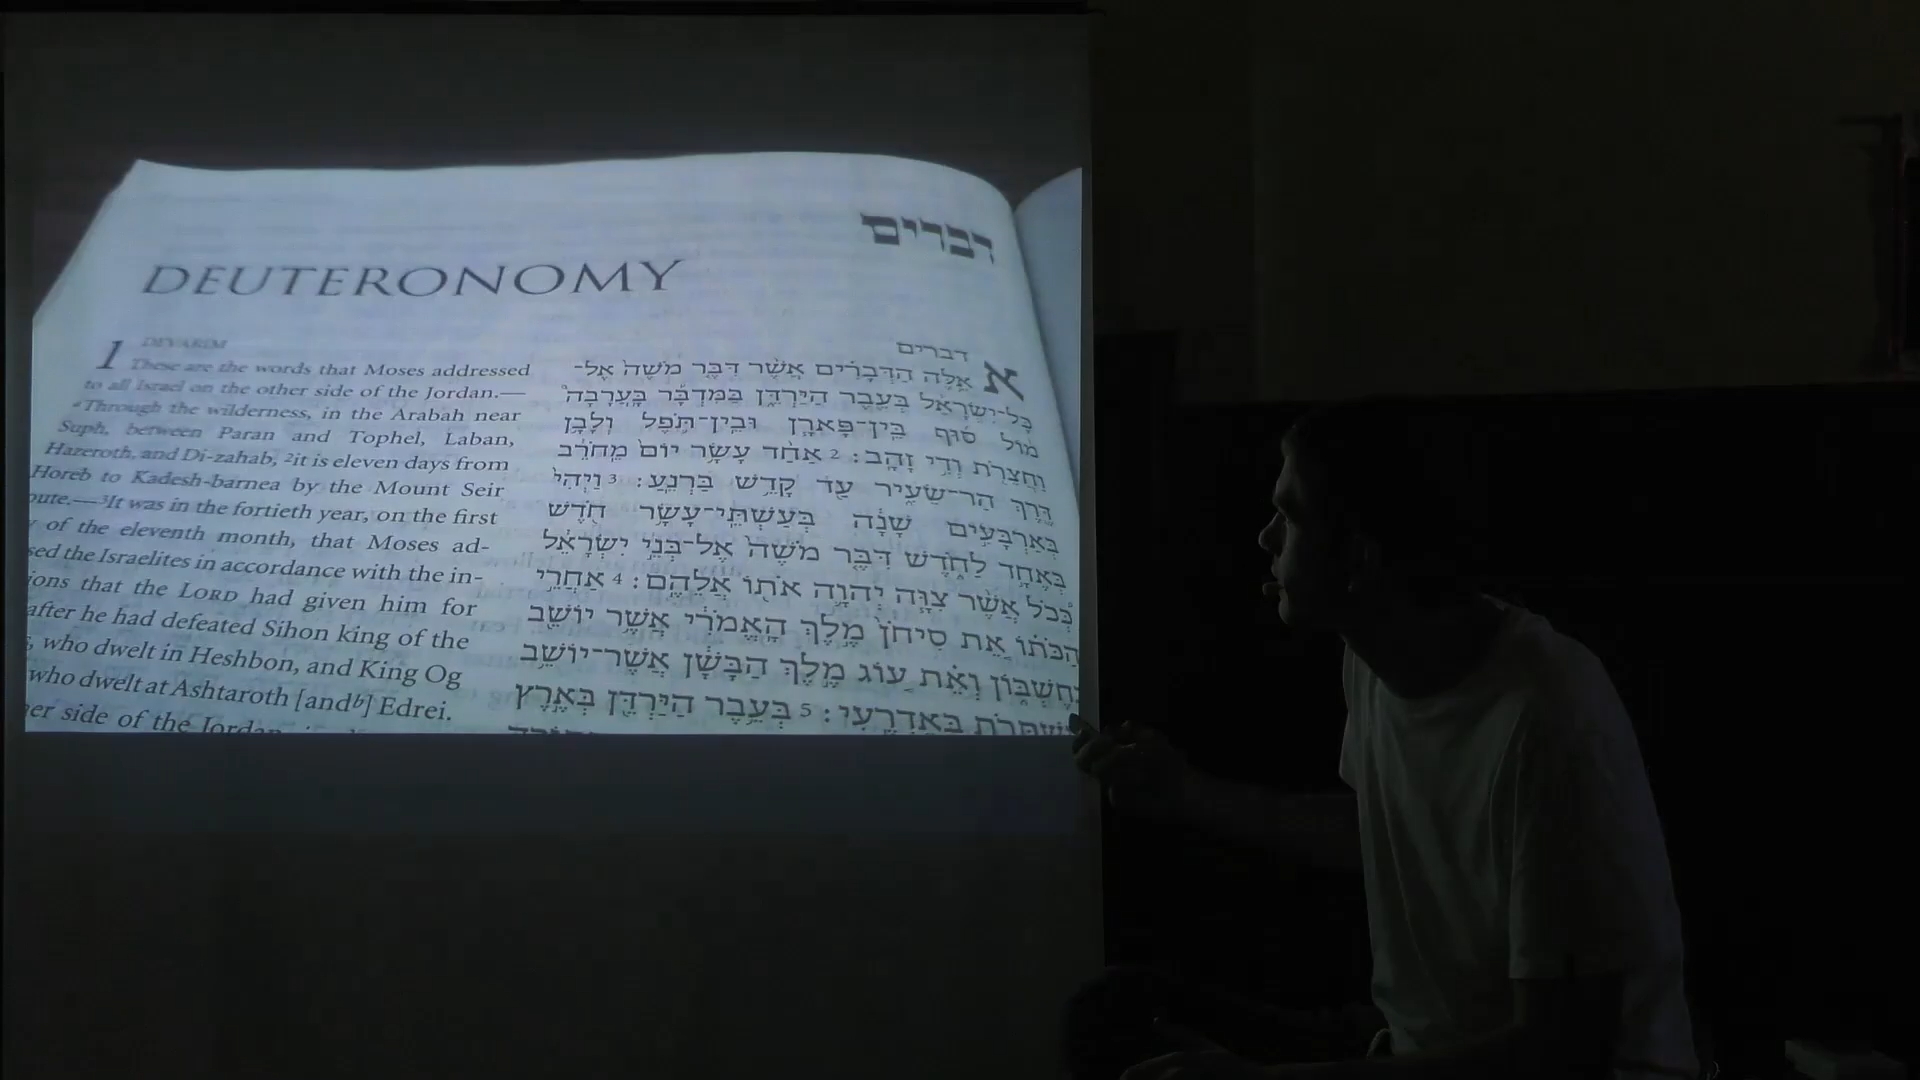 דברים
DEUTERONOMY
1 DEVARIM
These are the words that Moses addressed
to all Israel on the other side of the Jordan.—
Through the wilderness, in the Arabah near
Suph, between Paran and Tophel, Laban,
Hazeroth, and Di-zahab, 2it is eleven days from
Horeb to Kadesh-barnea by the Mount Seir
oute.—3It was in the fortieth year, on the first
of the eleventh month, that Moses ad-
sed the Israelites in accordance with the in-
ions that the LORD had given him for
after he had defeated Sihon king of the
, who dwelt in Heshbon, and King Og
who dwelt at Ashtaroth [andb] Edrei.
er side of the Jordan
דברים
א אֵלֶּה הַדְּבָרִים אֲשֶׁר דִּבֶּר מֹשֶׁה אֶל־
כׇּל־יִשְׂרָאֵל בְּעֵבֶר הַיַּרְדֵּן בַּמִּדְבָּר בָּעֲרָבָה
מוֹל סוּף בֵּין־פָּארָן וּבֵין־תֹּפֶל וְלָבָן
וַחֲצֵרֹת וְדִי זָהָב׃ 2 אַחַד עָשָׂר יוֹם מֵחֹרֵב
דֶּרֶךְ הַר־שֵׂעִיר עַד קָדֵשׁ בַּרְנֵעַ׃ 3 וַיְהִי
בְּאַרְבָּעִים שָׁנָה בְּעַשְׁתֵּי־עָשָׂר חֹדֶשׁ
בְּאֶחָד לַחֹדֶשׁ דִּבֶּר מֹשֶׁה אֶל־בְּנֵי יִשְׂרָאֵל
כְּכֹל אֲשֶׁר צִוָּה יְהֹוָה אֹתוֹ אֲלֵהֶם׃ 4 אַחֲרֵי
הַכֹּתוֹ אֵת סִיחֹן מֶלֶךְ הָאֱמֹרִי אֲשֶׁר יוֹשֵׁב
בְּחֶשְׁבּוֹן וְאֵת עוֹג מֶלֶךְ הַבָּשָׁן אֲשֶׁר־יוֹשֵׁב
בְּאֶדְרֶעִי׃ 5 בְּעֵבֶר הַיַּרְדֵּן בְּאֶרֶץ